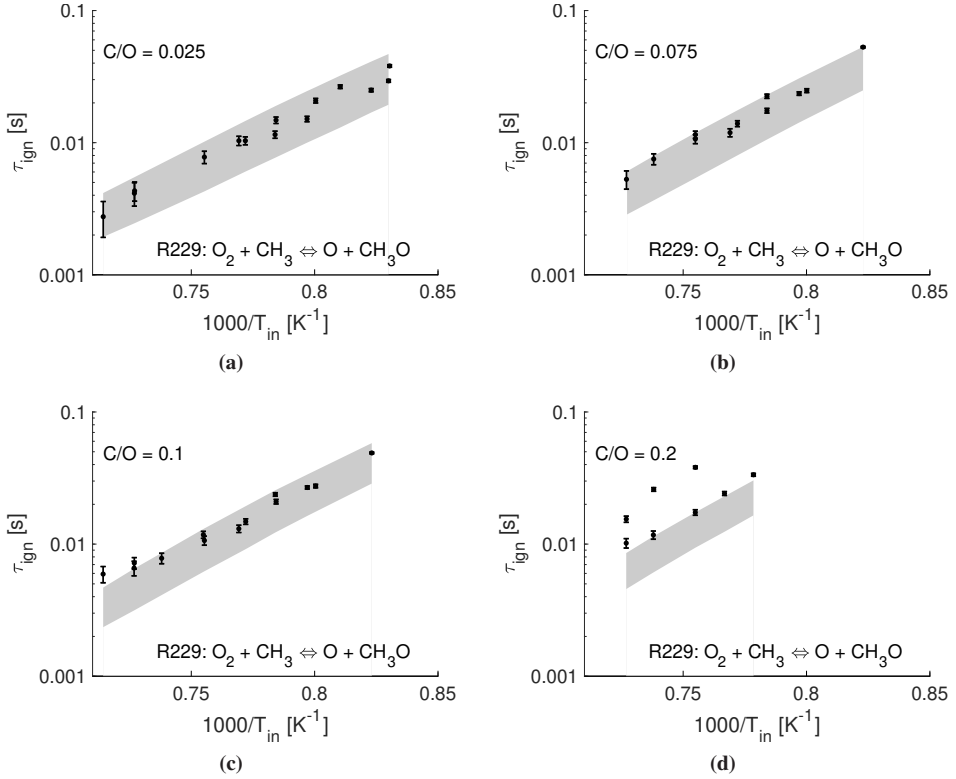 0.1
C/O = 0.025
0.01
τign [s]
R229: O2 + CH3 ⇔ O + CH3O
0.001
0.75 0.8 0.85
1000/Tin [K-1]
(a)
0.1
C/O = 0.075
0.01
τign [s]
R229: O2 + CH3 ⇔ O + CH3O
0.001
0.75 0.8 0.85
1000/Tin [K-1]
(b)
0.1
C/O = 0.1
0.01
τign [s]
R229: O2 + CH3 ⇔ O + CH3O
0.001
0.75 0.8 0.85
1000/Tin [K-1]
(c)
0.1
C/O = 0.2
0.01
τign [s]
R229: O2 + CH3 ⇔ O + CH3O
0.001
0.75 0.8 0.85
1000/Tin [K-1]
(d)